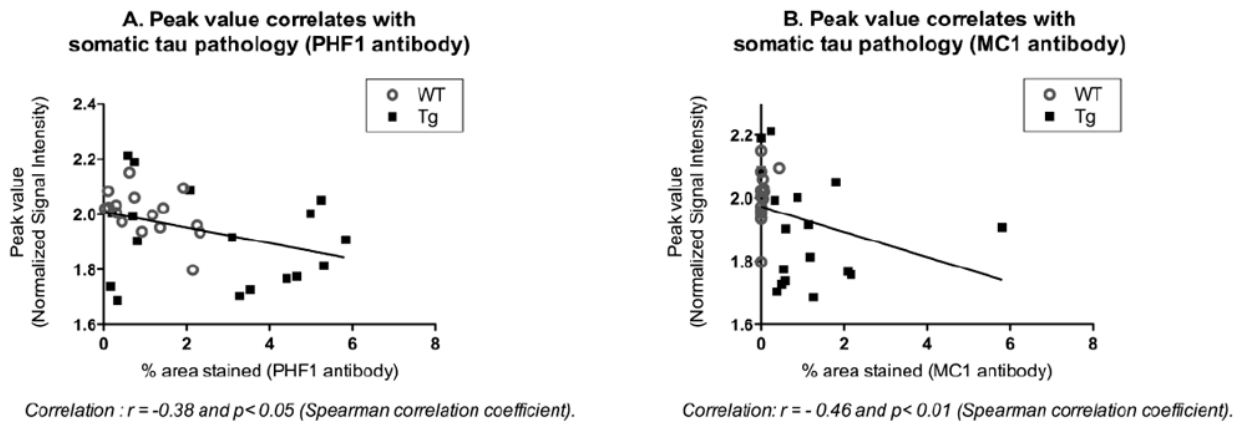 A. Peak value correlates with
somatic tau pathology (PHF1 antibody)
WT
Tg
2.4
2.2
2.0
1.8
1.6
Peak value
(Normalized Signal Intensity)
0
2
4
6
8
% area stained (PHF1 antibody)
Correlation : r = -0.38 and p< 0.05 (Spearman correlation coefficient).
B. Peak value correlates with
somatic tau pathology (MC1 antibody)
WT
Tg
2.2
2.0
1.8
1.6
Peak value
(Normalized Signal Intensity)
0
2
4
6
8
% area stained (MC1 antibody)
Correlation: r = - 0.46 and p< 0.01 (Spearman correlation coefficient).